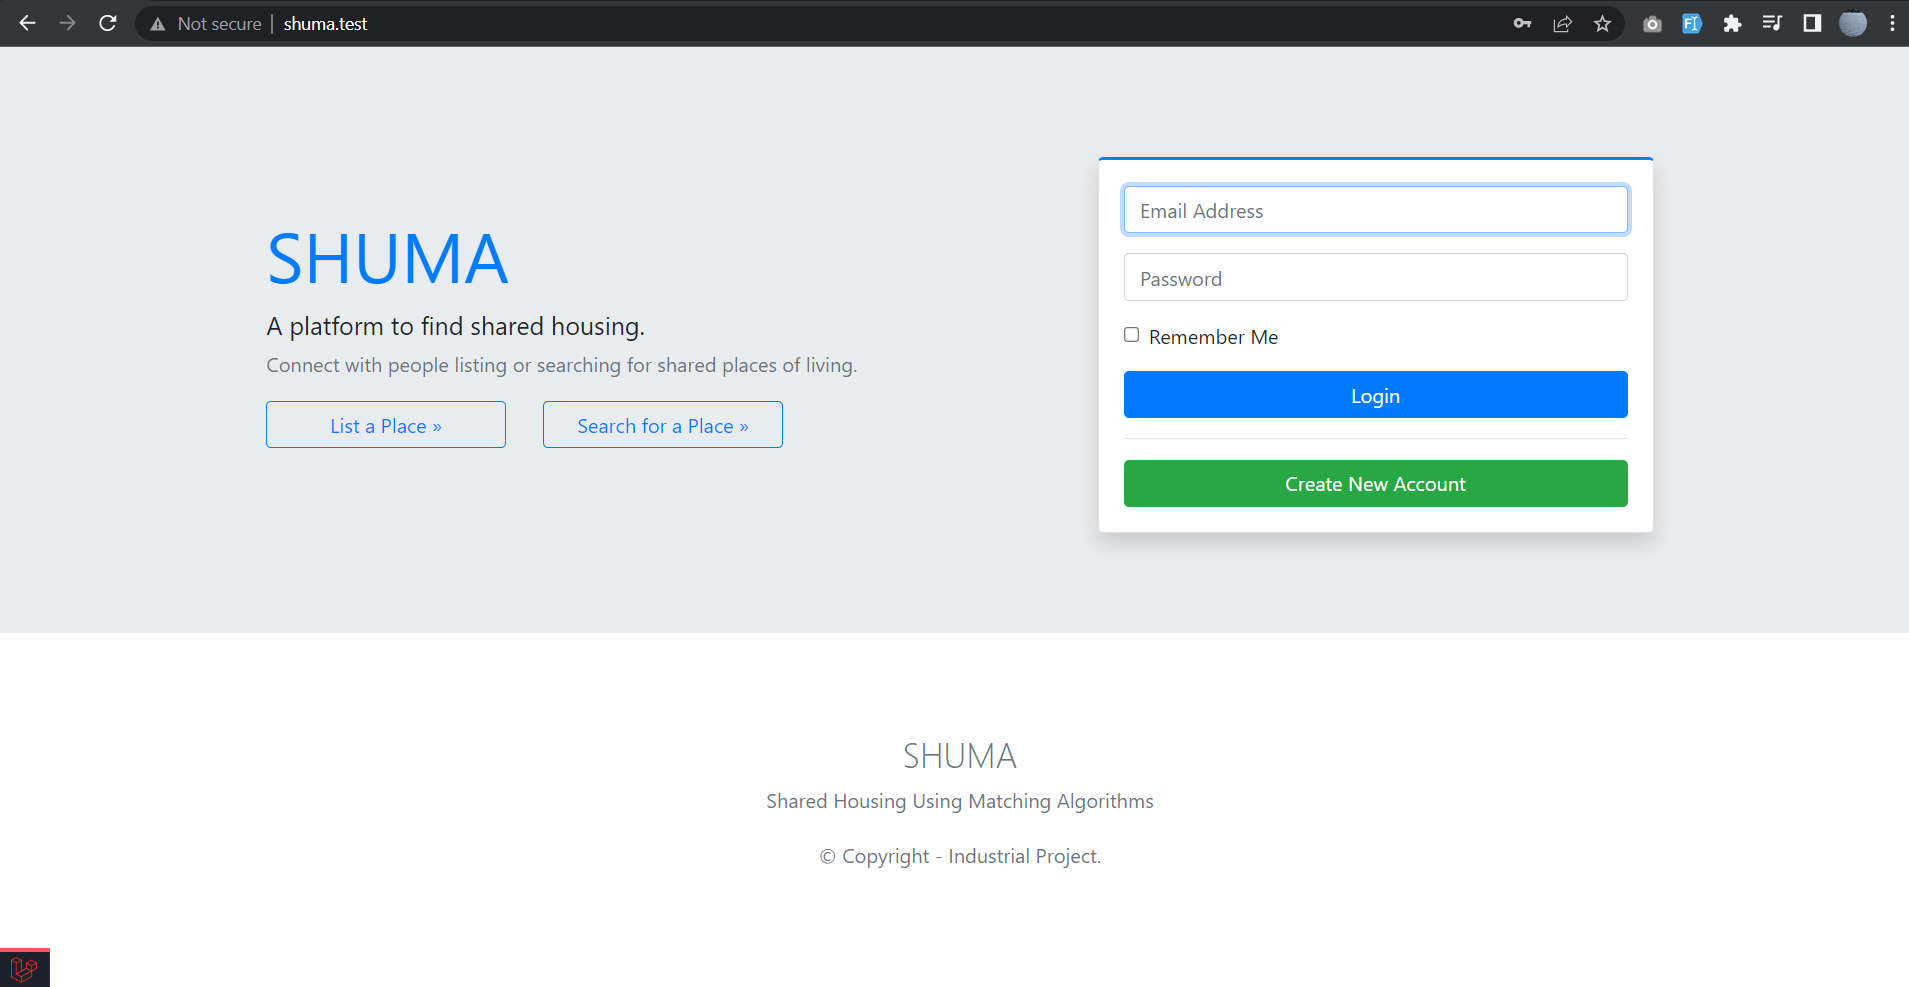 Not secure | shuma.test
SHUMA
A platform to find shared housing.
Connect with people listing or searching for shared places of living.
List a Place »
Search for a Place »
Email Address
Password
Remember Me
Login
Create New Account
SHUMA
Shared Housing Using Matching Algorithms
© Copyright - Industrial Project.